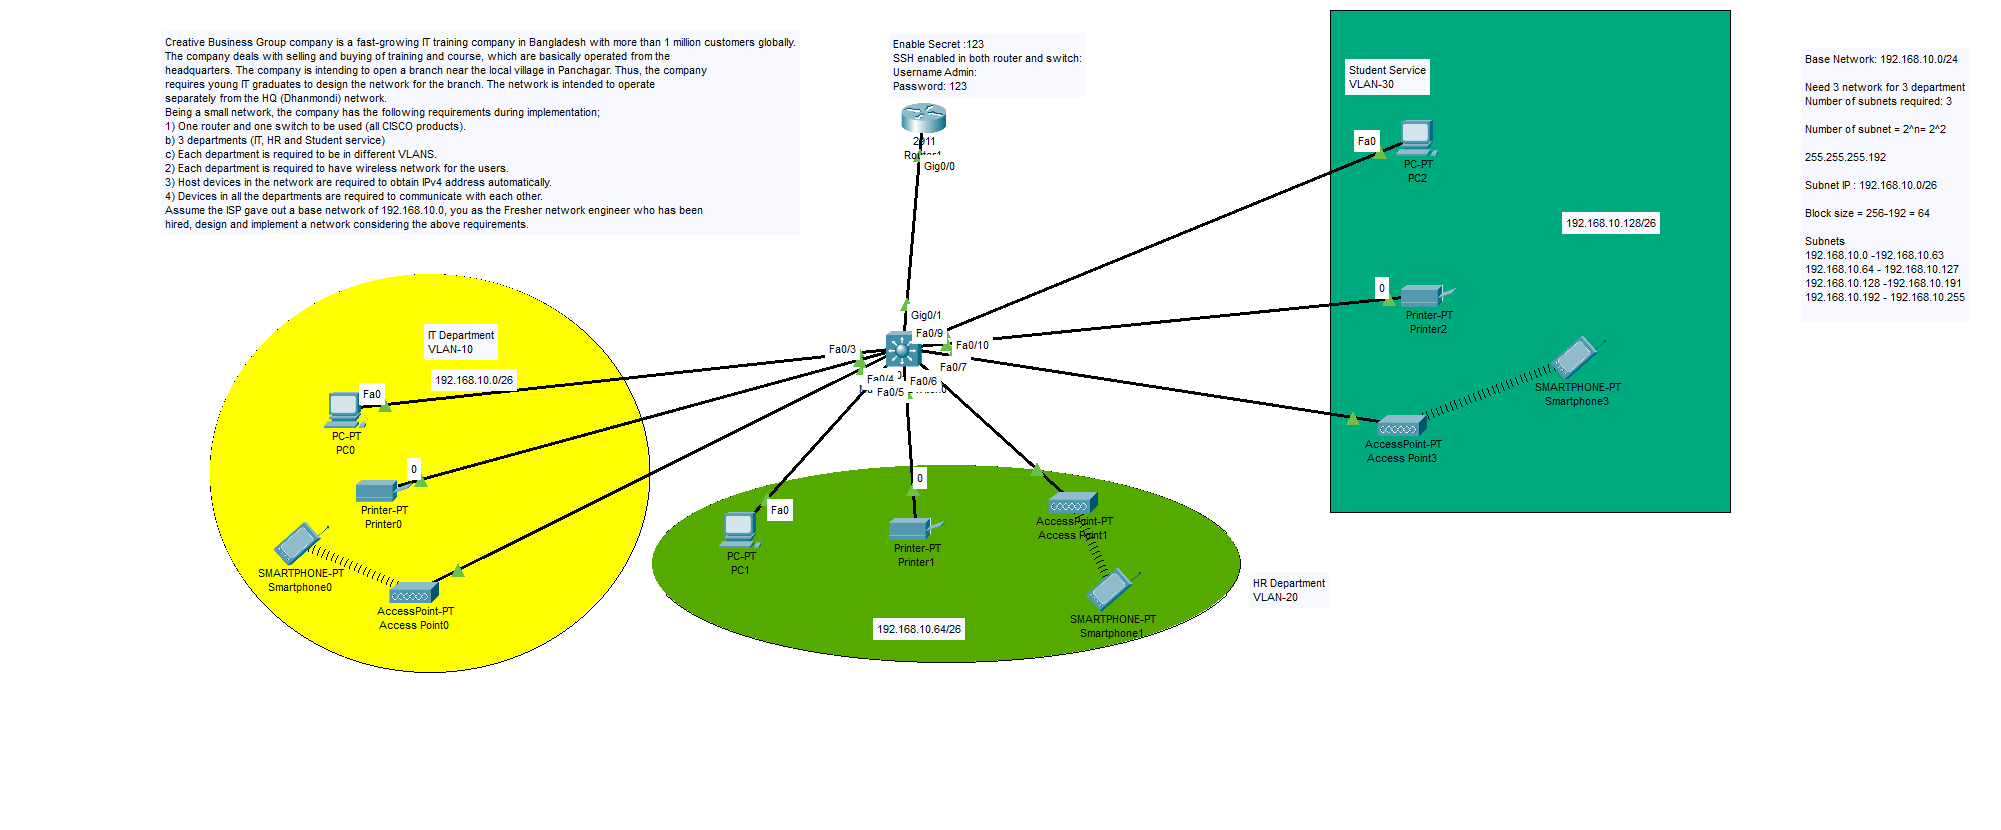 Creative Business Group company is a fast-growing IT training company in Bangladesh with more than 1 million customers globally.
The company deals with selling and buying of training and course, which are basically operated from the
headquarters. The company is intending to open a branch near the local village in Panchagar. Thus, the company
requires young IT graduates to design the network for the branch. The network is intended to operate
separately from the HQ (Dhanmondi) network.
Being a small network, the company has the following requirements during implementation;
1) One router and one switch to be used (all CISCO products).
b) 3 departments (IT, HR and Student service)
c) Each department is required to be in different VLANS.
2) Each department is required to have wireless network for the users.
3) Host devices in the network are required to obtain IPv4 address automatically.
4) Devices in all the departments are required to communicate with each other.
Assume the ISP gave out a base network of 192.168.10.0, you as the Fresher network engineer who has been
hired, design and implement a network considering the above requirements.
Enable Secret :123
SSH enabled in both router and switch:
Username Admin:
Password: 123
2911
Router1
Gig0/0
Gig0/1
Fa0/9
Fa0/10
Fa0/7
Fa0/3
Fa0/4
Fa0/6
Fa0/5
Student Service
VLAN-30
Fa0
PC-PT
PC2
192.168.10.128/26
0
Printer-PT
Printer2
SMARTPHONE-PT
Smartphone3
AccessPoint-PT
Access Point3
Base Network: 192.168.10.0/24
Need 3 network for 3 department
Number of subnets required: 3
Number of subnet = 2^n= 2^2
255.255.255.192
Subnet IP : 192.168.10.0/26
Block size = 256-192 = 64
Subnets
192.168.10.0 -192.168.10.63
192.168.10.64 - 192.168.10.127
192.168.10.128 -192.168.10.191
192.168.10.192 - 192.168.10.255
IT Department
VLAN-10
192.168.10.0/26
Fa0
PC-PT
PC0
0
Printer-PT
Printer0
SMARTPHONE-PT
Smartphone0
AccessPoint-PT
Access Point0
Fa0
PC-PT
PC1
0
Printer-PT
Printer1
AccessPoint-PT
Access Point1
SMARTPHONE-PT
Smartphone1
192.168.10.64/26
HR Department
VLAN-20